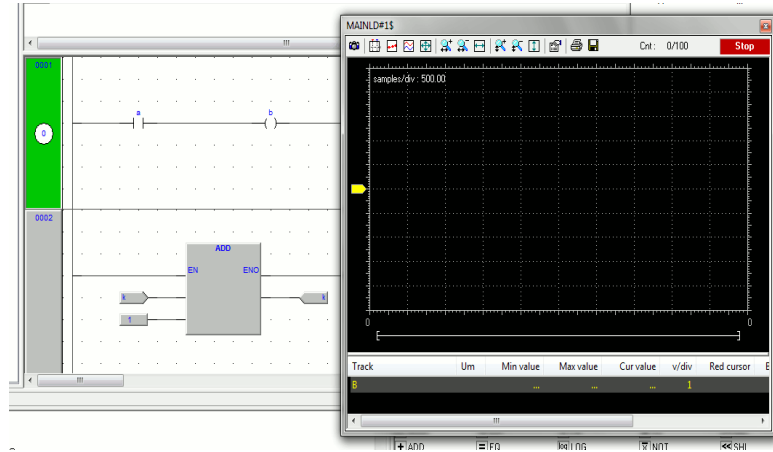 MAINLD#1$
Cnt : 0/100 Stop
samples/div : 500.00
0 0
Track Um Min value Max value Cur value v/div Red cursor
B ... ... ... 1
0001
a b
0
0002
ADD
EN ENO
k k
1
ADD EQ LOG NOT SHL